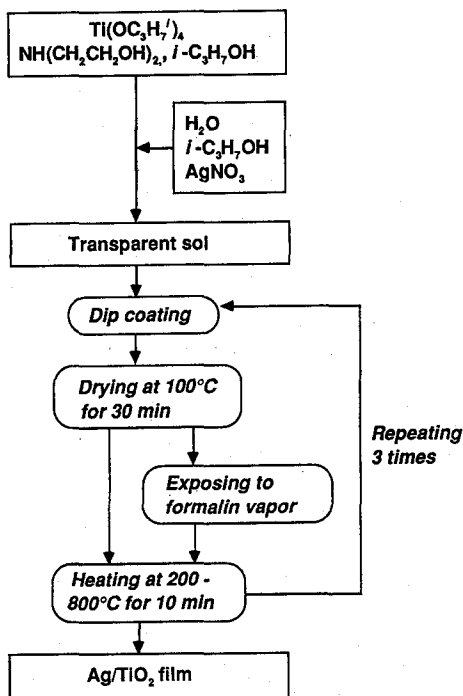 Ti(OC₃H₇ⁱ)₄
NH(CH₂CH₂OH)₂, i-C₃H₇OH
H₂O
i-C₃H₇OH
AgNO₃
Transparent sol
Dip coating
Drying at 100°C
for 30 min
Repeating
3 times
Exposing to
formalin vapor
Heating at 200 -
800°C for 10 min
Ag/TiO₂ film